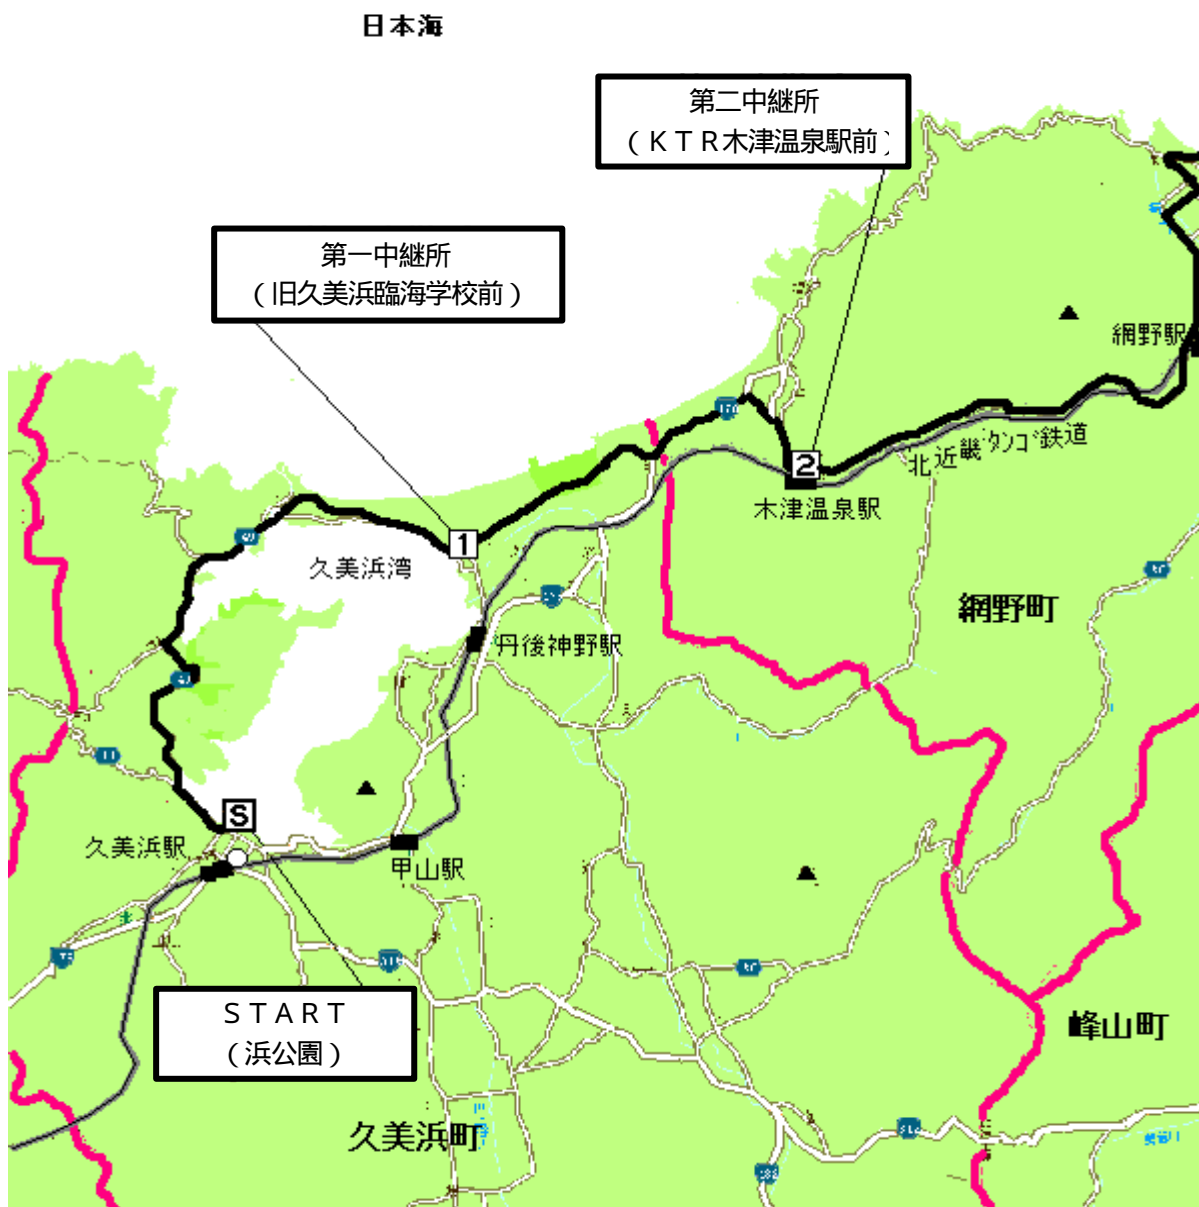 日本海
第二中継所
(KTR木津温泉駅前)
第一中継所
(旧久美浜臨海学校前)
網野駅
北近畿タンゴ鉄道
2
木津温泉駅
1
久美浜湾
網野町
丹後神野駅
11
S
久美浜駅
甲山駅
START
(浜公園)
峰山町
久美浜町